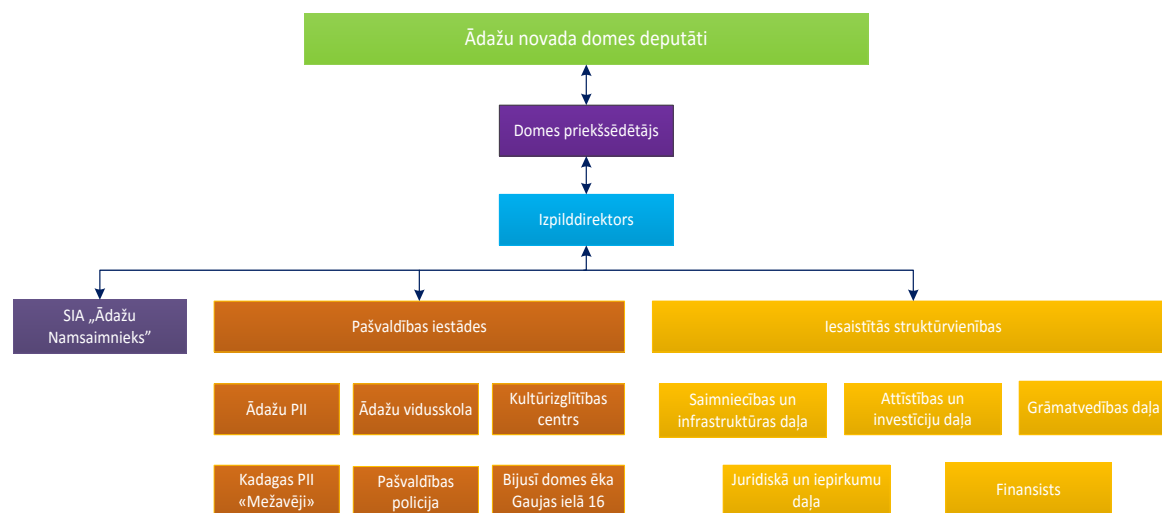 Ādažu novada domes deputāti
Domes priekšsēdētājs
Izpilddirektors
SIA „Ādažu
Namsaimnieks”
Pašvaldības iestādes
Iesaistītās struktūrvienības
Ādažu PII
Ādažu vidusskola
Kultūrizglītības
centrs
Saimniecības un
infrastruktūras daļa
Attīstības un
investīciju daļa
Grāmatvedības daļa
Kadagas PII
«Mežavēji»
Pašvaldības
policija
Bijusī domes ēka
Gaujas ielā 16
Juridiskā un iepirkumu
daļa
Finansists